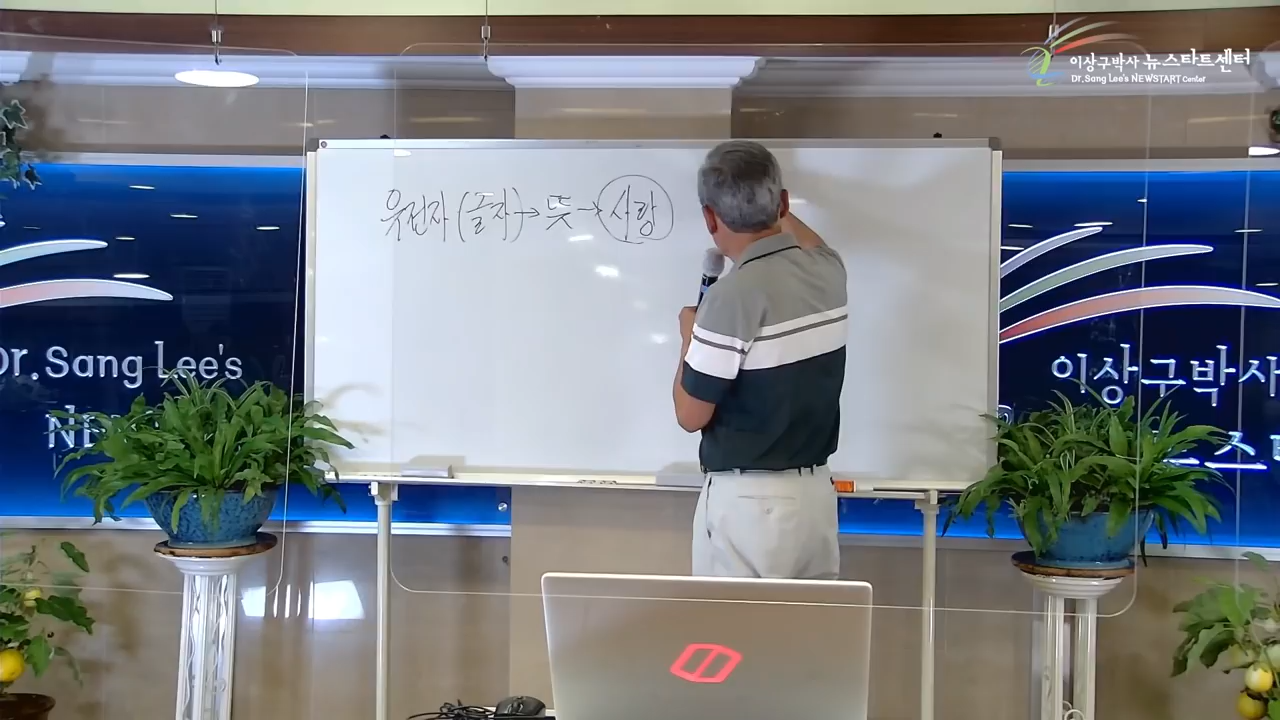 이상구박사 뉴스타트센터
Dr.Sang Lee's NEWSTART Center
유전자 (글자) → 뜻 → 사랑
Dr.Sang Lee's
이상구박사